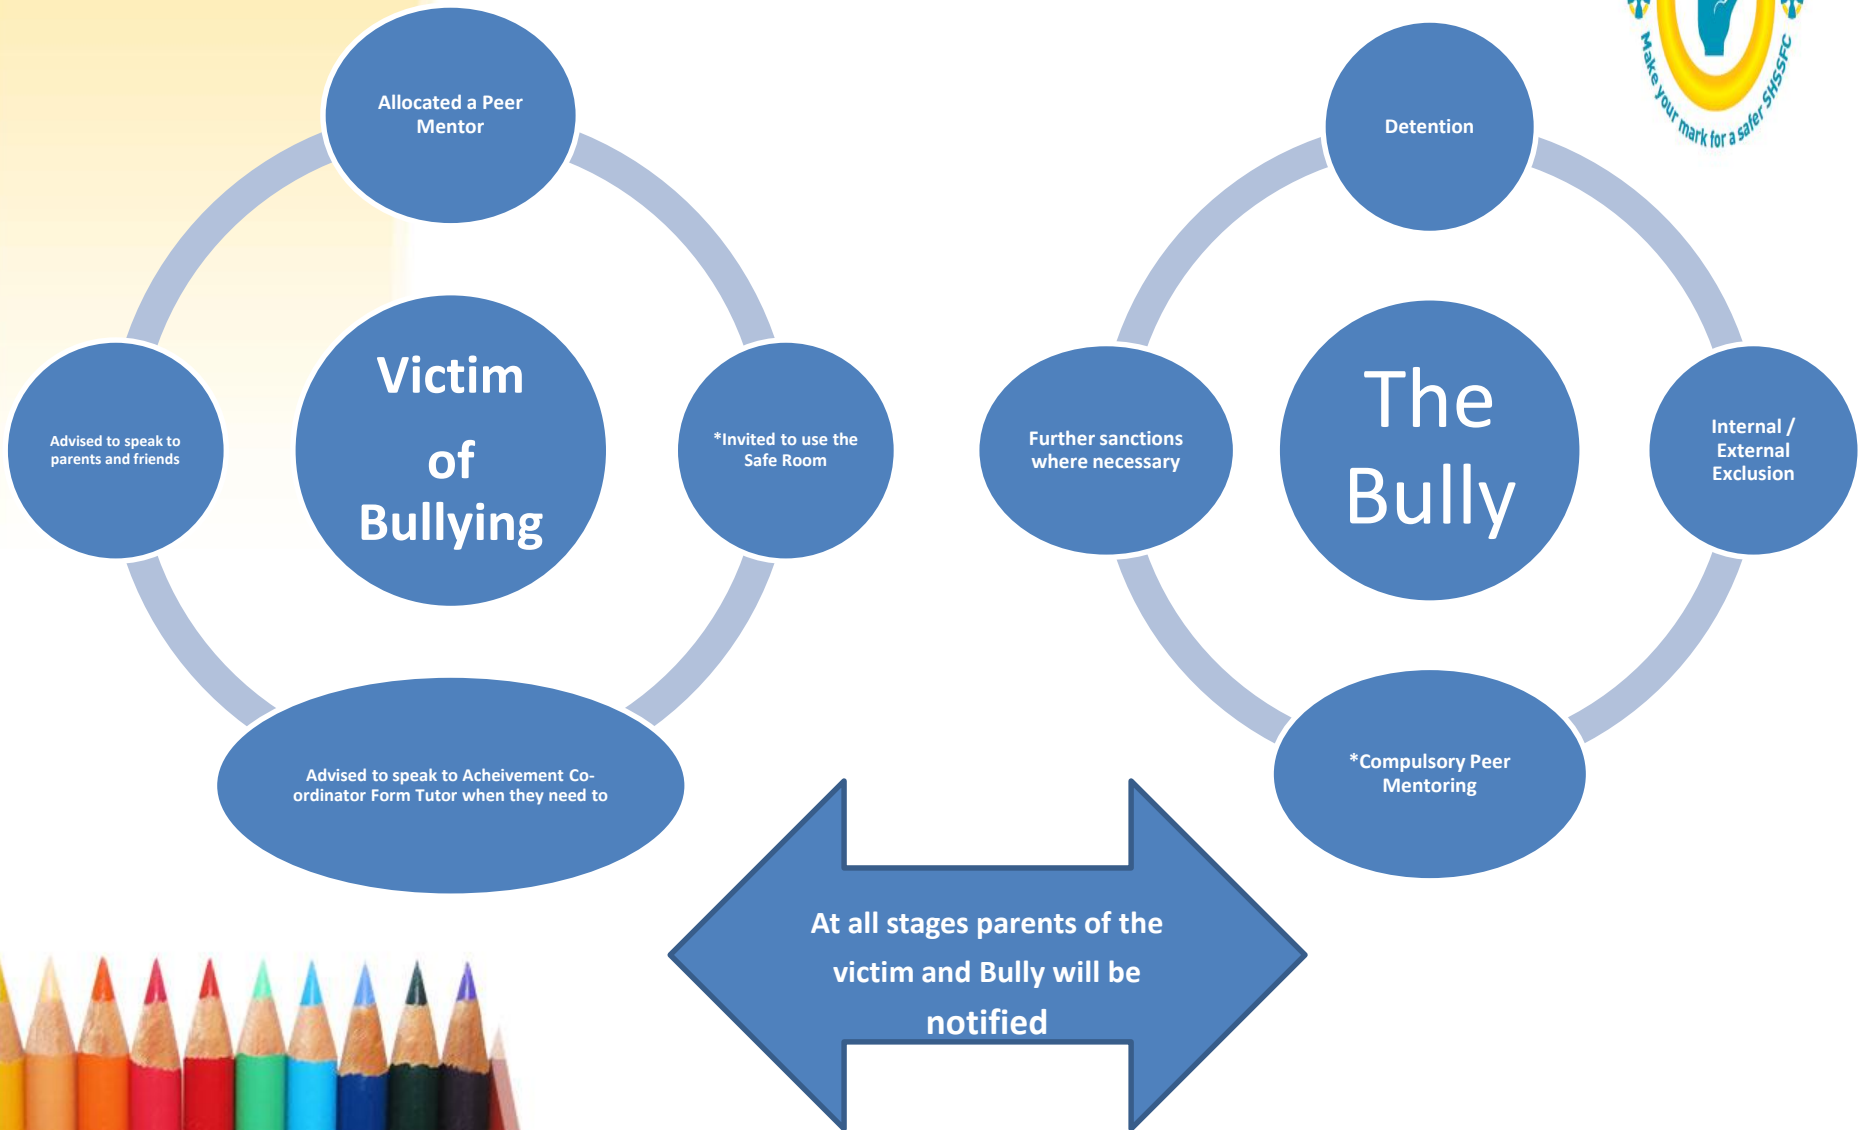 Allocated a Peer
Mentor
Advised to speak to
parents and friends
Victim
of
Bullying
*Invited to use the
Safe Room
Advised to speak to Acheivement Co-
ordinator Form Tutor when they need to
Detention
Further sanctions
where necessary
The
Bully
Internal /
External
Exclusion
*Compulsory Peer
Mentoring
At all stages parents of the
victim and Bully will be
notified
Make your mark for a safer SHSSFC